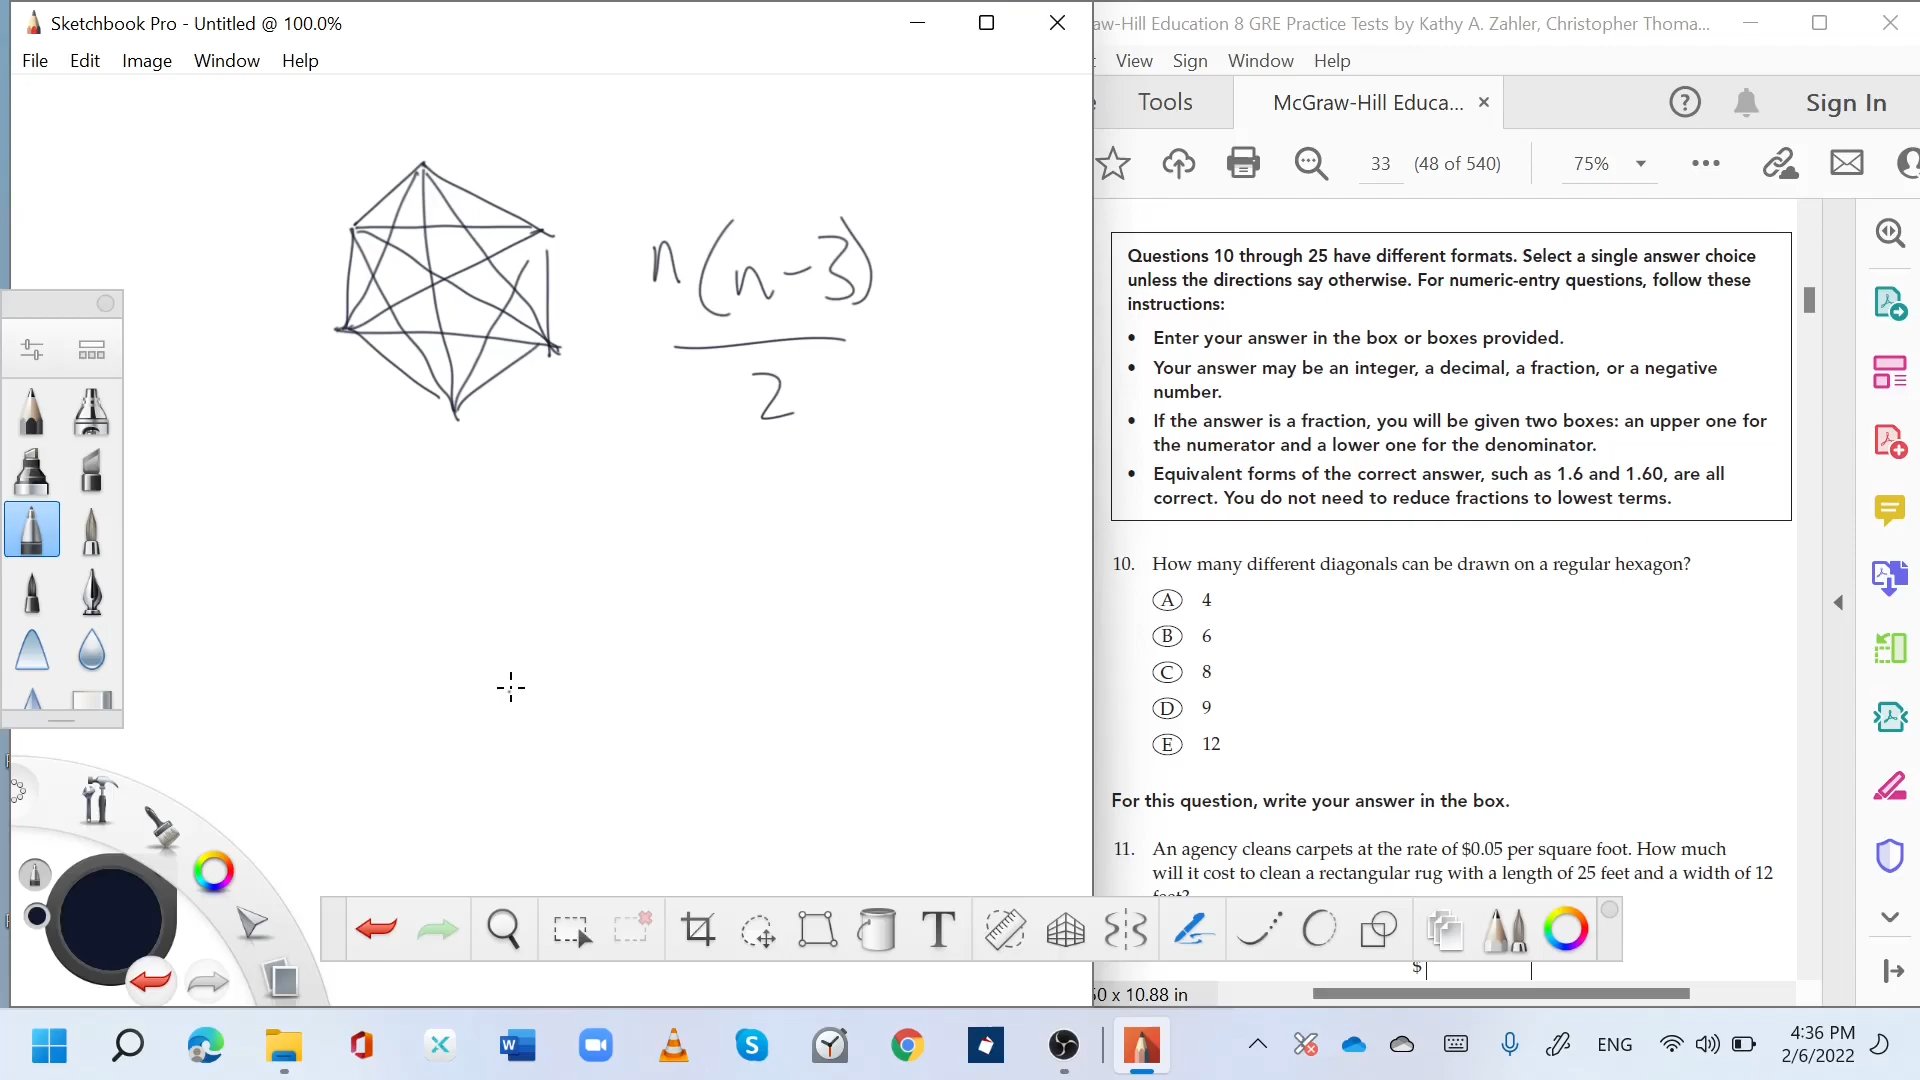 Sketchbook Pro - Untitled @ 100.0%
File Edit Image Window Help
n(n-3)
2
aw-Hill Education 8 GRE Practice Tests by Kathy A. Zahler, Christopher Thoma...
View Sign Window Help
Tools
McGraw-Hill Educa... ×
Sign In
33 (48 of 540)
75%
Questions 10 through 25 have different formats. Select a single answer choice
unless the directions say otherwise. For numeric-entry questions, follow these
instructions:
• Enter your answer in the box or boxes provided.
• Your answer may be an integer, a decimal, a fraction, or a negative
number.
• If the answer is a fraction, you will be given two boxes: an upper one for
the numerator and a lower one for the denominator.
• Equivalent forms of the correct answer, such as 1.6 and 1.60, are all
correct. You do not need to reduce fractions to lowest terms.
10. How many different diagonals can be drawn on a regular hexagon?
A 4
B 6
C 8
D 9
E 12
For this question, write your answer in the box.
11. An agency cleans carpets at the rate of $0.05 per square foot. How much
will it cost to clean a rectangular rug with a length of 25 feet and a width of 12
$
0 x 10.88 in
ENG
4:36 PM
2/6/2022